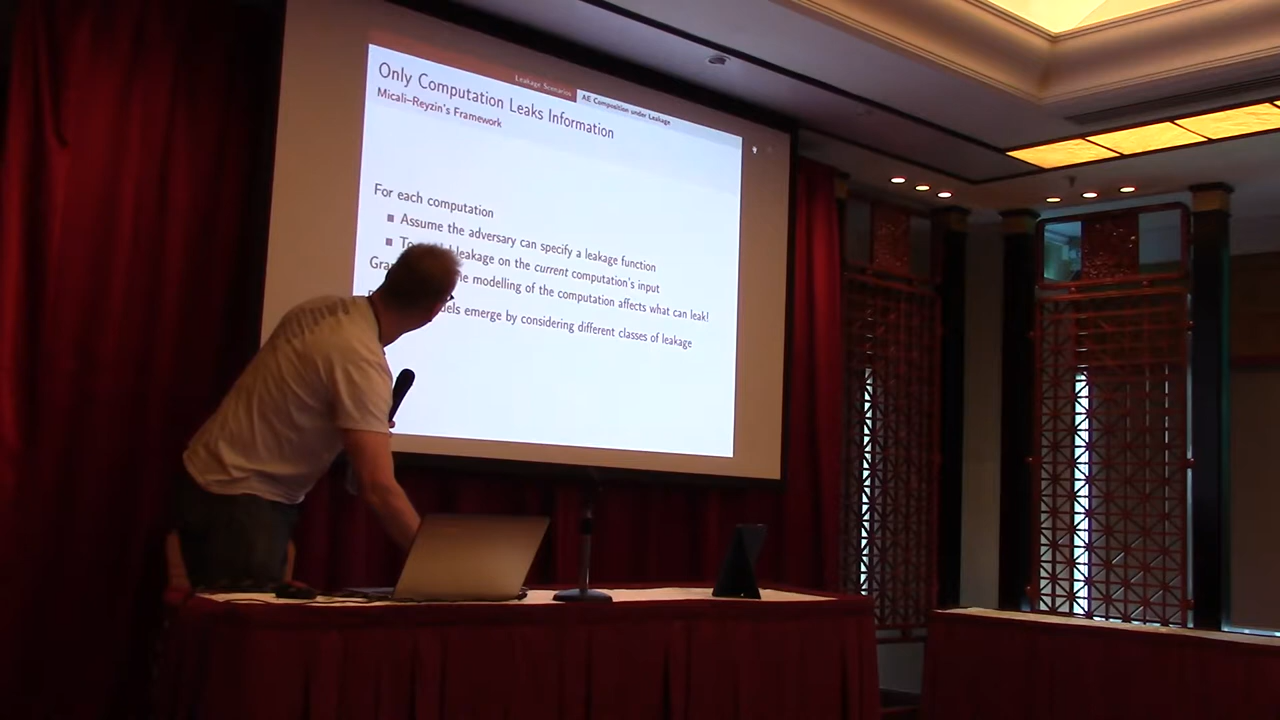 Leakage Scenarios AE Composition under Leakage
Only Computation Leaks Information
Micali–Reyzin's Framework
For each computation
Assume the adversary can specify a leakage function
leakage on the current computation's input
modelling of the computation affects what can leak!
emerge by considering different classes of leakage